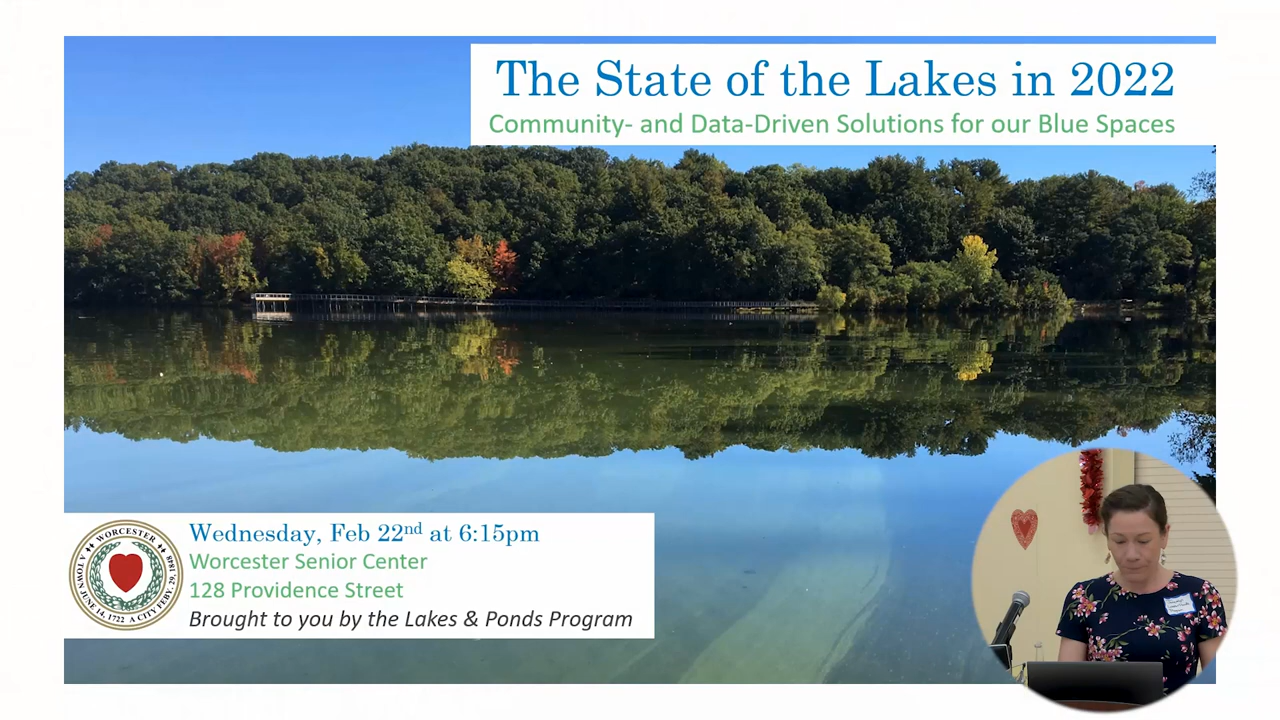 The State of the Lakes in 2022
Community- and Data-Driven Solutions for our Blue Spaces
Wednesday, Feb 22nd at 6:15pm
Worcester Senior Center
128 Providence Street
Brought to you by the Lakes & Ponds Program
WORCESTER
A TOWN JUNE 14, 1722 A CITY FEBY. 29, 1848